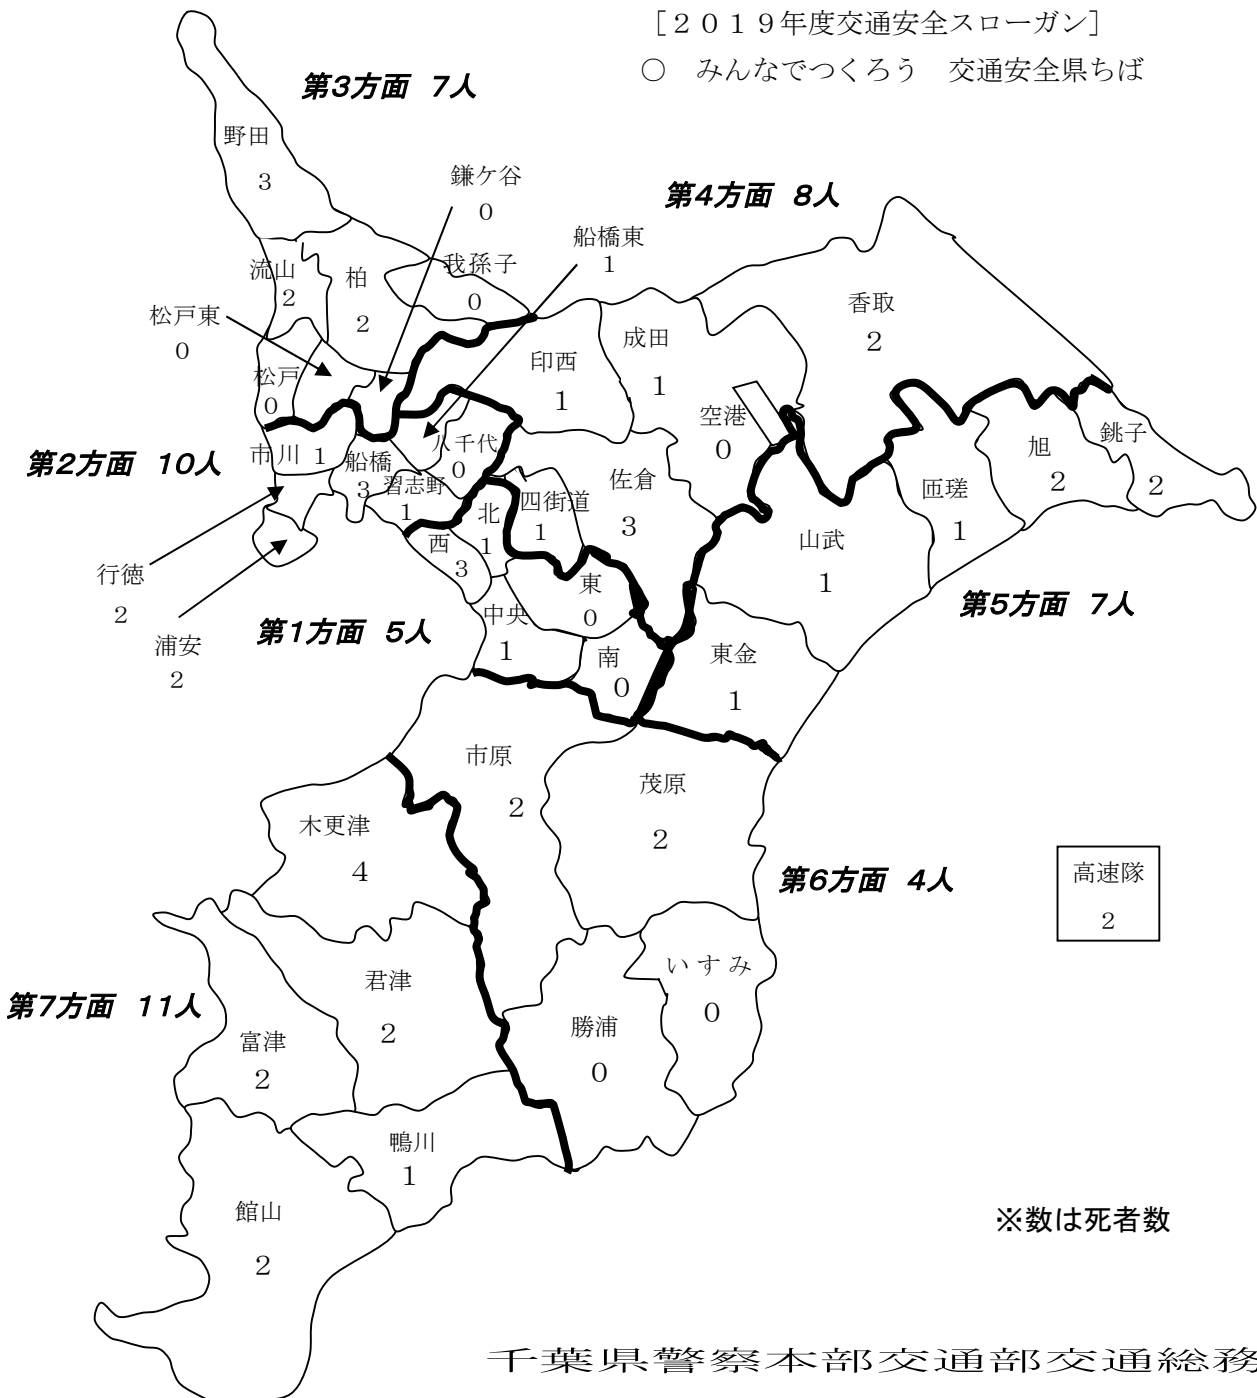 ［２０１９年度交通安全スローガン］
○　みんなでつくろう　交通安全県ちば
第3方面 7人
野田
3
鎌ケ谷
0
第4方面 8人
船橋東
1
流山
2
柏
2
我孫子
0
香取
2
松戸東
0
成田
1
印西
1
松戸
0
空港
0
銚子
2
旭
2
第2方面 10人
市川 1
船橋
3
八千代
0
習志野
1
佐倉
3
匝瑳
1
四街道
1
北
1
西
3
山武
1
行徳
2
東
0
第5方面 7人
浦安
2
第1方面 5人
中央
1
南
0
東金
1
市原
2
茂原
2
木更津
4
第6方面 4人
高速隊
2
第7方面 11人
君津
2
いすみ
0
富津
2
勝浦
0
鴨川
1
館山
2
※数は死者数
千葉県警察本部交通部交通総務